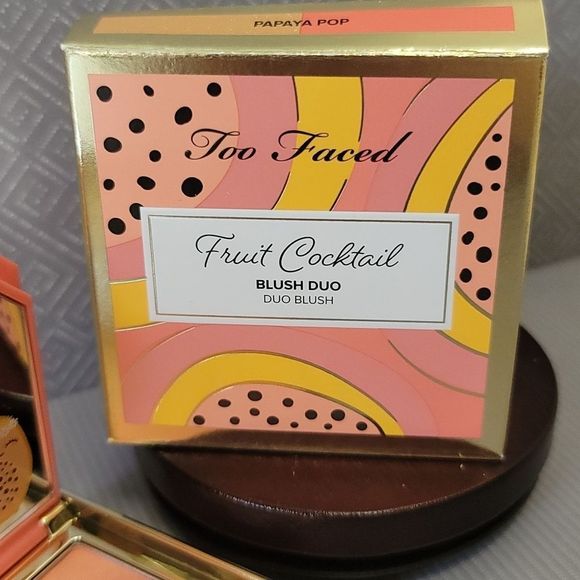 PAPAYA POP
Too Faced
Fruit Cocktail
BLUSH DUO
DUO BLUSH